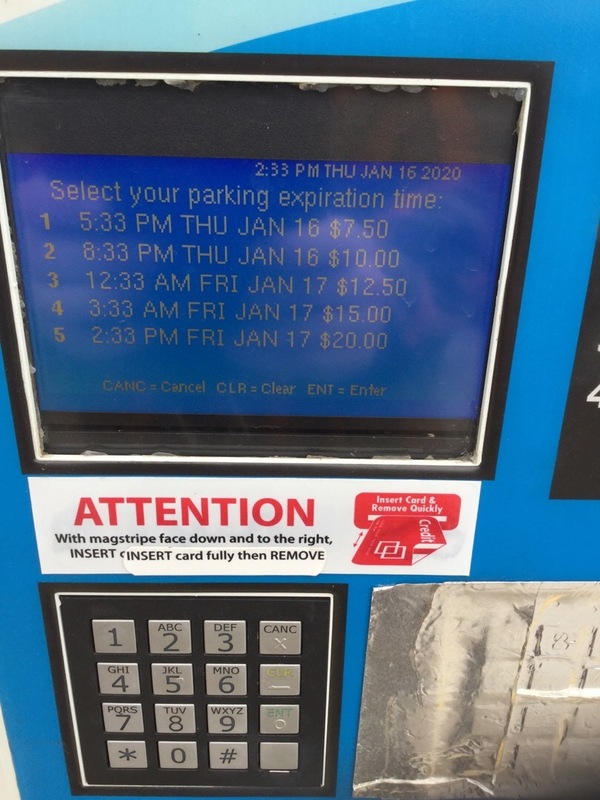 2:33 PM THU JAN 16 2020
Select your parking expiration time:
1 5:33 PM THU JAN 16 $7.50
2 8:33 PM THU JAN 16 $10.00
3 12:33 AM FRI JAN 17 $12.50
4 3:33 AM FRI JAN 17 $15.00
5 2:33 PM FRI JAN 17 $20.00
CANC = Cancel CLR = Clear ENT = Enter
4
ATTENTION
With magstripe face down and to the right,
INSERT INSERT card fully then REMOVE
Insert Card &
Remove Quickly
Credit
1 ABC 2 DEF 3 CANC X
GHI 4 JKL 5 MNO 6 CLR
PQRS 7 TUV 8 WXYZ 9 ENT O
* 0 #